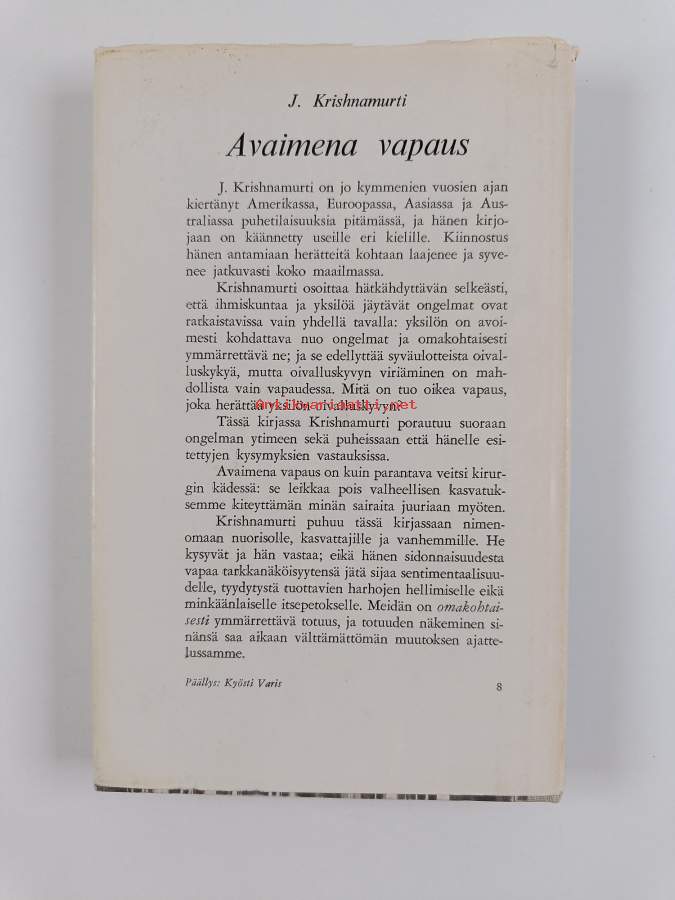 J. Krishnamurti
Avaimena vapaus
J. Krishnamurti on jo kymmenien vuosien ajan
kiertänyt Amerikassa, Euroopassa, Aasiassa ja Aus-
traliassa puhetilaisuuksia pitämässä, ja hänen kirjo-
jaan on käännetty useille eri kielille. Kiinnostus
hänen antamiaan herätteitä kohtaan laajenee ja syve-
nee jatkuvasti koko maailmassa.
Krishnamurti osoittaa hätkähdyttävän selkeästi,
että ihmiskuntaa ja yksilöä jäytävät ongelmat ovat
ratkaistavissa vain yhdellä tavalla: yksilön on avoi-
mesti kohdattava nuo ongelmat ja omakohtaisesti
ymmärrettävä ne; ja se edellyttää syväulotteista oival-
luskykyä, mutta oivalluskyvyn viriäminen on mah-
dollista vain vapaudessa. Mitä on tuo oikea vapaus,
joka herättää yksilön oivalluskyvyn?
Antikvariaatti.net
Tässä kirjassa Krishnamurti porautuu suoraan
ongelman ytimeen sekä puheissaan että hänelle esi-
tettyjen kysymyksien vastauksissa.
Avaimena vapaus on kuin parantava veitsi kirur-
gin kädessä: se leikkaa pois valheellisen kasvatuk-
semme kiteyttämän minän sairaita juuriaan myöten.
Krishnamurti puhuu tässä kirjassaan nimen-
omaan nuorisolle, kasvattajille ja vanhemmille. He
kysyvät ja hän vastaa; eikä hänen sidonnaisuudesta
vapaa tarkkanäköisyytensä jätä sijaa sentimentaalisuu-
delle, tyydytystä tuottavien harhojen hellimiselle eikä
minkäänlaiselle itsepetokselle. Meidän on omakohtai-
sesti ymmärrettävä totuus, ja totuuden näkeminen si-
nänsä saa aikaan välttämättömän muutoksen ajatte-
lussamme.
Päällys: Kyösti Varis
8